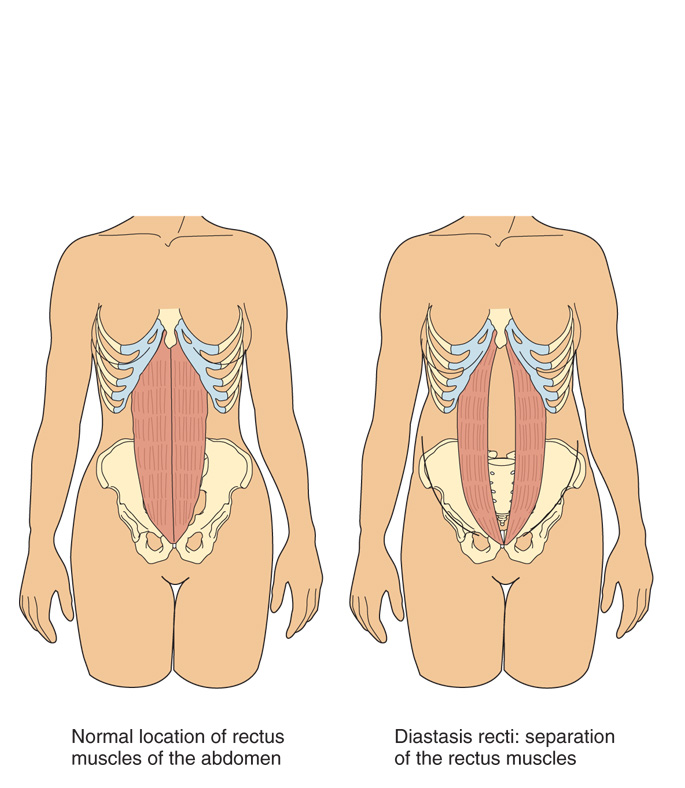 Normal location of rectus
muscles of the abdomen
Diastasis recti: separation
of the rectus muscles